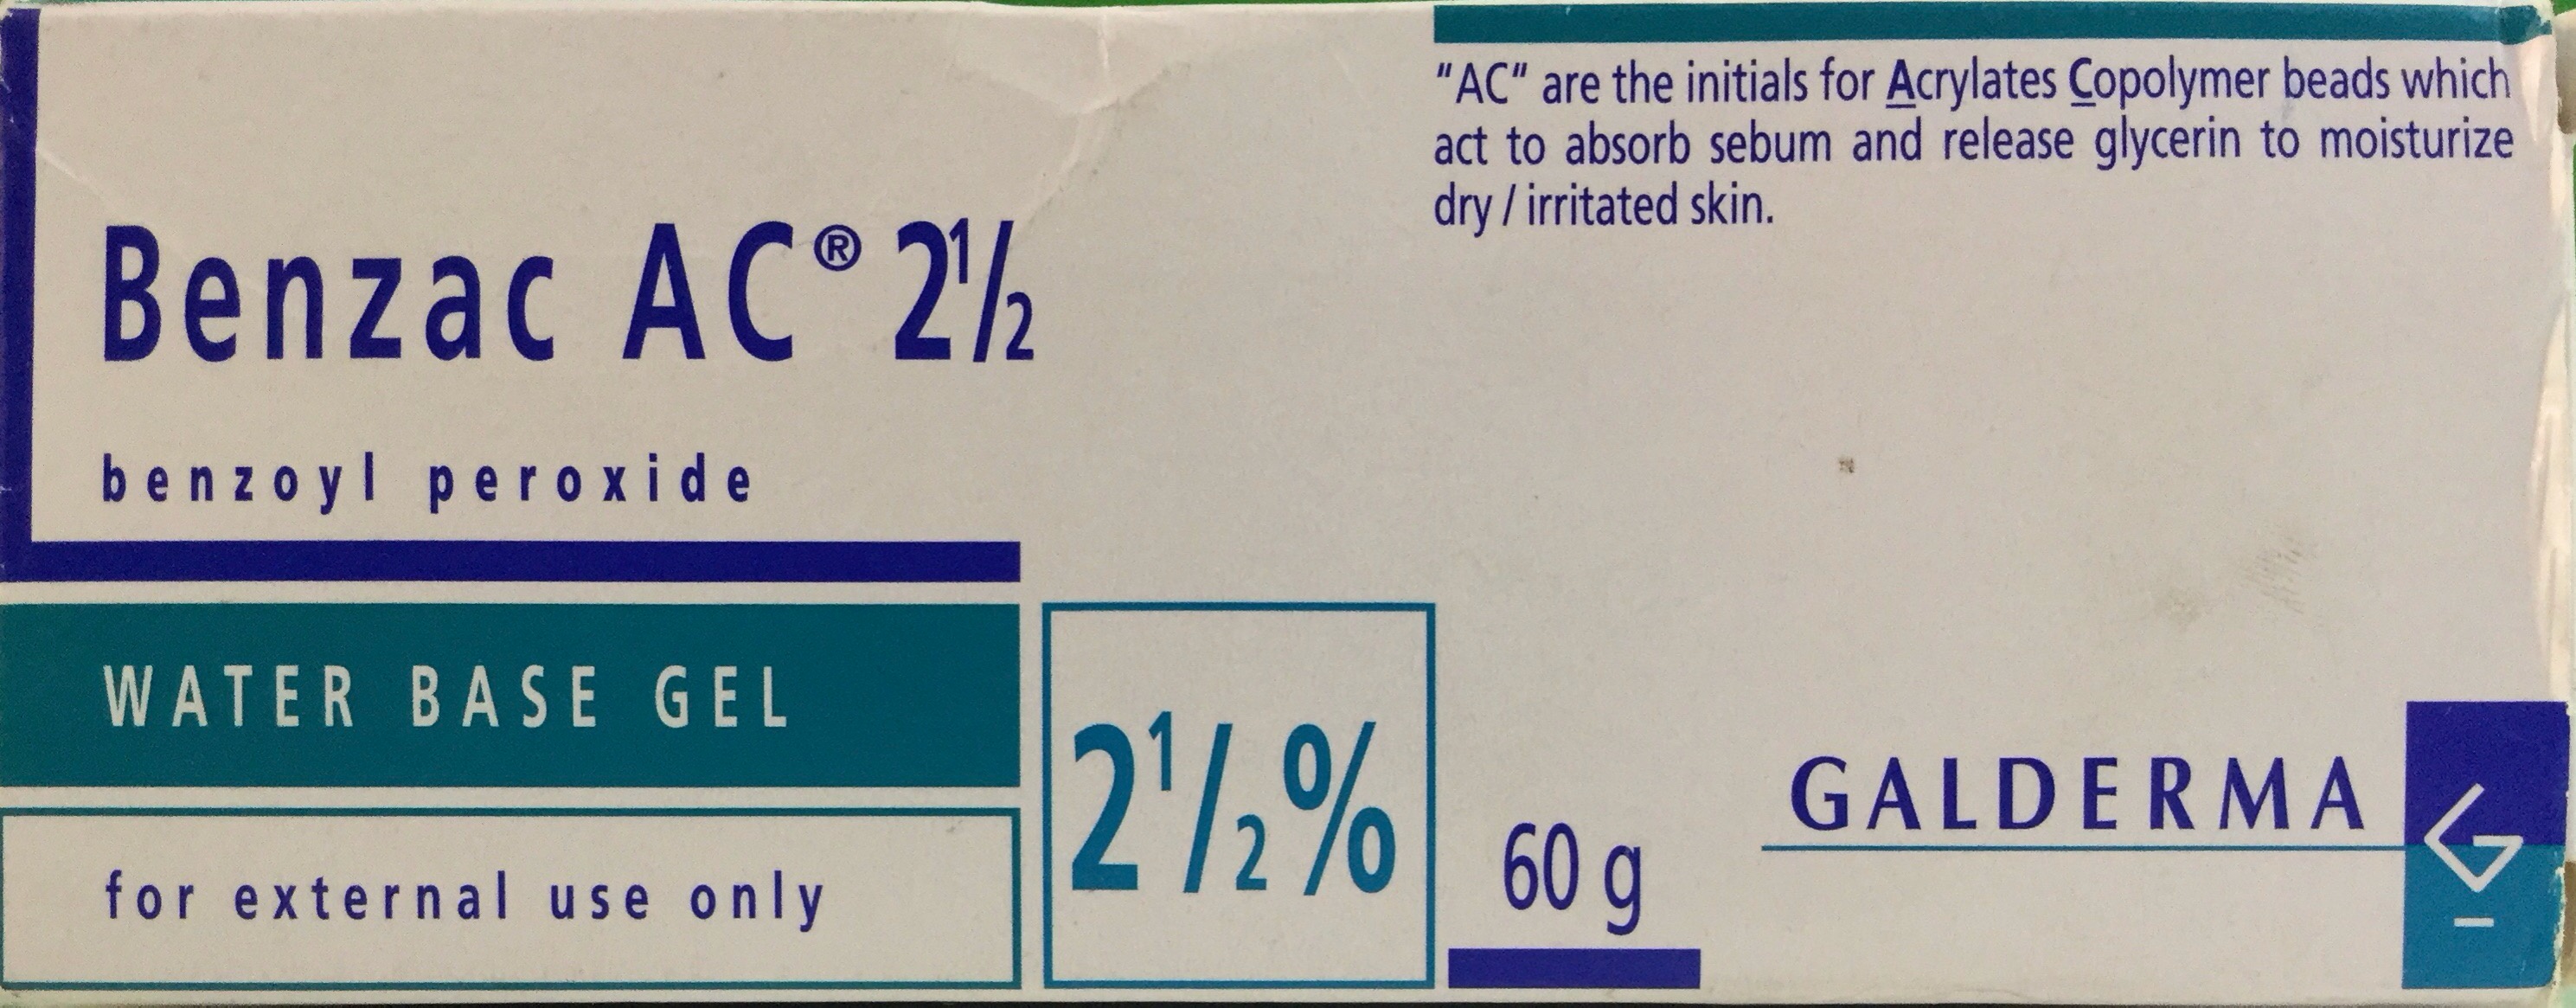 "AC" are the initials for Acrylates Copolymer beads which
act to absorb sebum and release glycerin to moisturize
dry / irritated skin.
Benzac AC® 2½
benzoyl peroxide
WATER BASE GEL
for external use only
2½%
60 g
GALDERMA